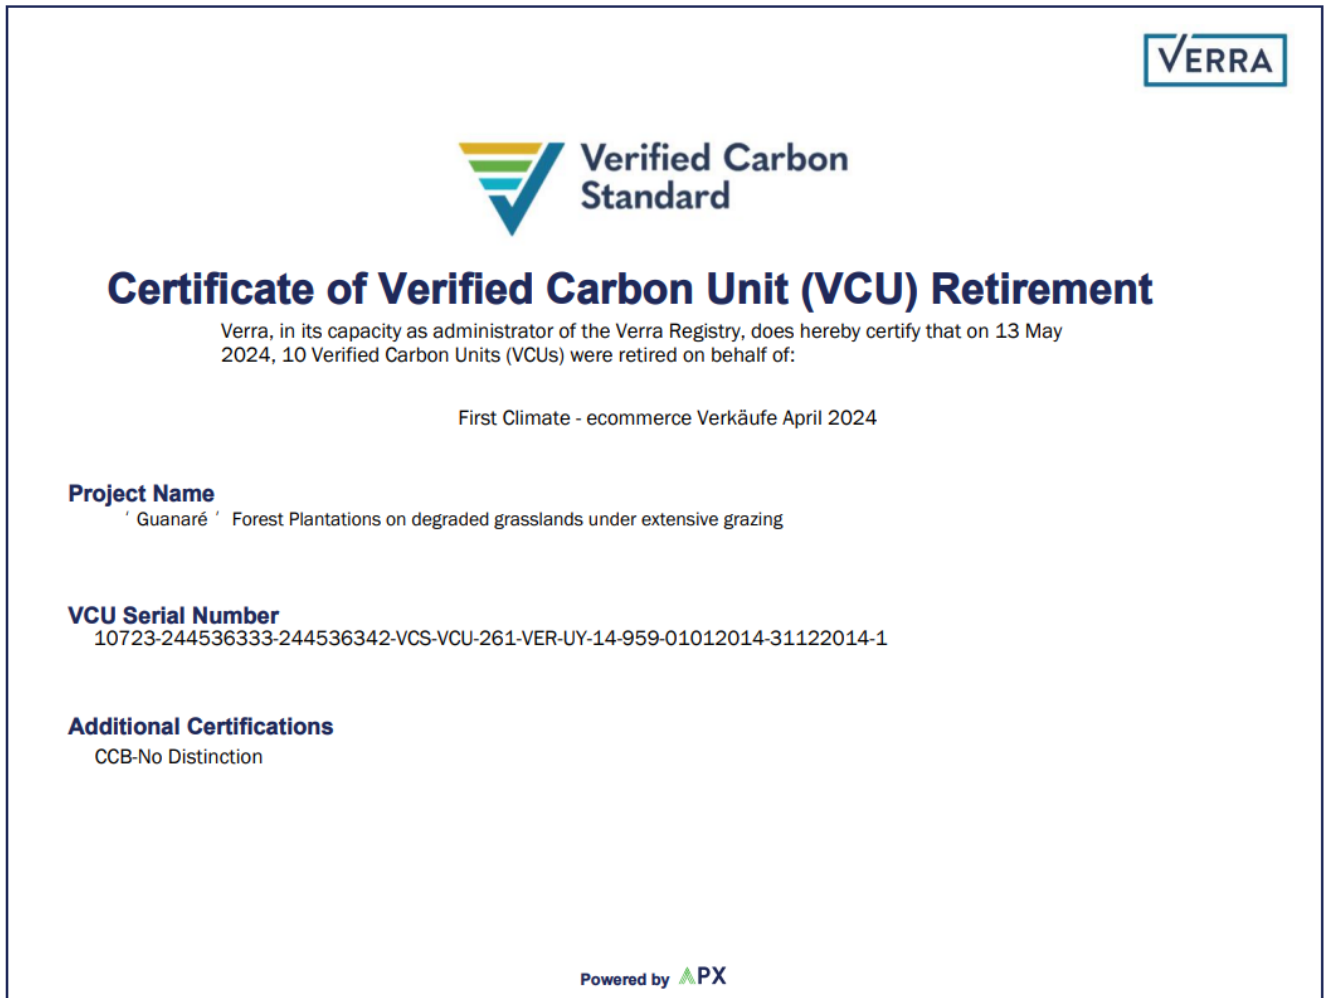 VERRA
Verified Carbon
Standard
Certificate of Verified Carbon Unit (VCU) Retirement
Verra, in its capacity as administrator of the Verra Registry, does hereby certify that on 13 May
2024, 10 Verified Carbon Units (VCUs) were retired on behalf of:
First Climate - ecommerce Verkäufe April 2024
Project Name
‘ Guanaré ’ Forest Plantations on degraded grasslands under extensive grazing
VCU Serial Number
10723-244536333-244536342-VCS-VCU-261-VER-UY-14-959-01012014-31122014-1
Additional Certifications
CCB-No Distinction
Powered by APX